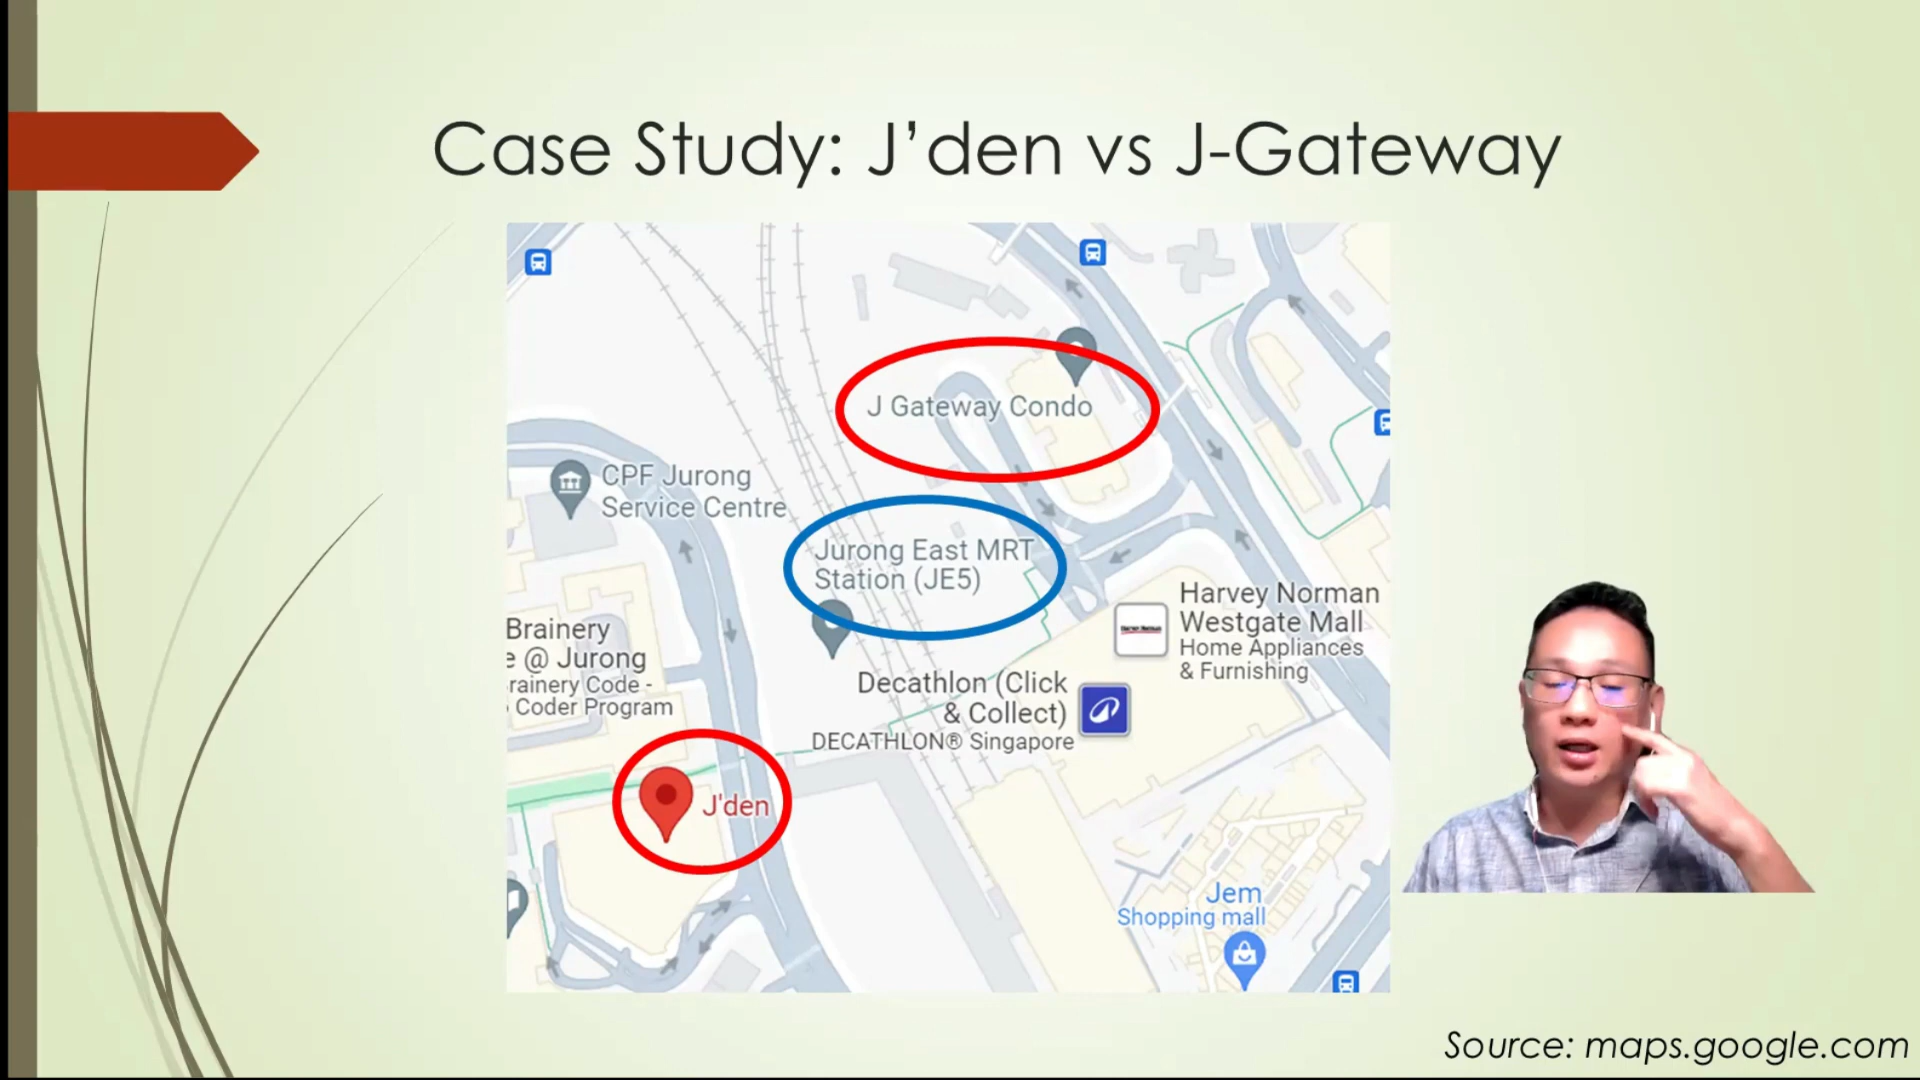 Case Study: J’den vs J-Gateway
J Gateway Condo
CPF Jurong
Service Centre
Jurong East MRT
Station (JE5)
Harvey Norman
Westgate Mall
Home Appliances
& Furnishing
Brainery
e @ Jurong
rainery Code -
Coder Program
Decathlon (Click
& Collect)
DECATHLON® Singapore
J'den
Jem
Shopping mall
Source: maps.google.com